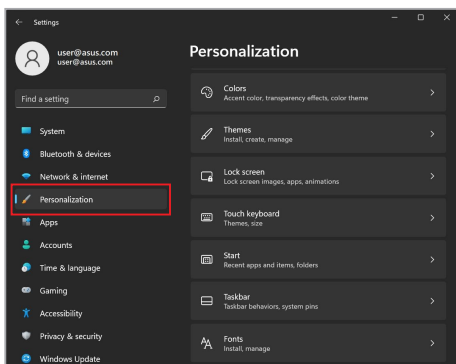 Settings
user@asus.com
user@asus.com
Find a setting
System
Bluetooth & devices
Network & internet
Personalization
Apps
Accounts
Time & language
Gaming
Accessibility
Privacy & security
Windows Update
Personalization
Colors
Accent color, transparency effects, color theme
Themes
Install, create, manage
Lock screen
Lock screen images, apps, animations
Touch keyboard
Themes, size
Start
Recent apps and items, folders
Taskbar
Taskbar behaviors, system pins
Fonts
Install, manage